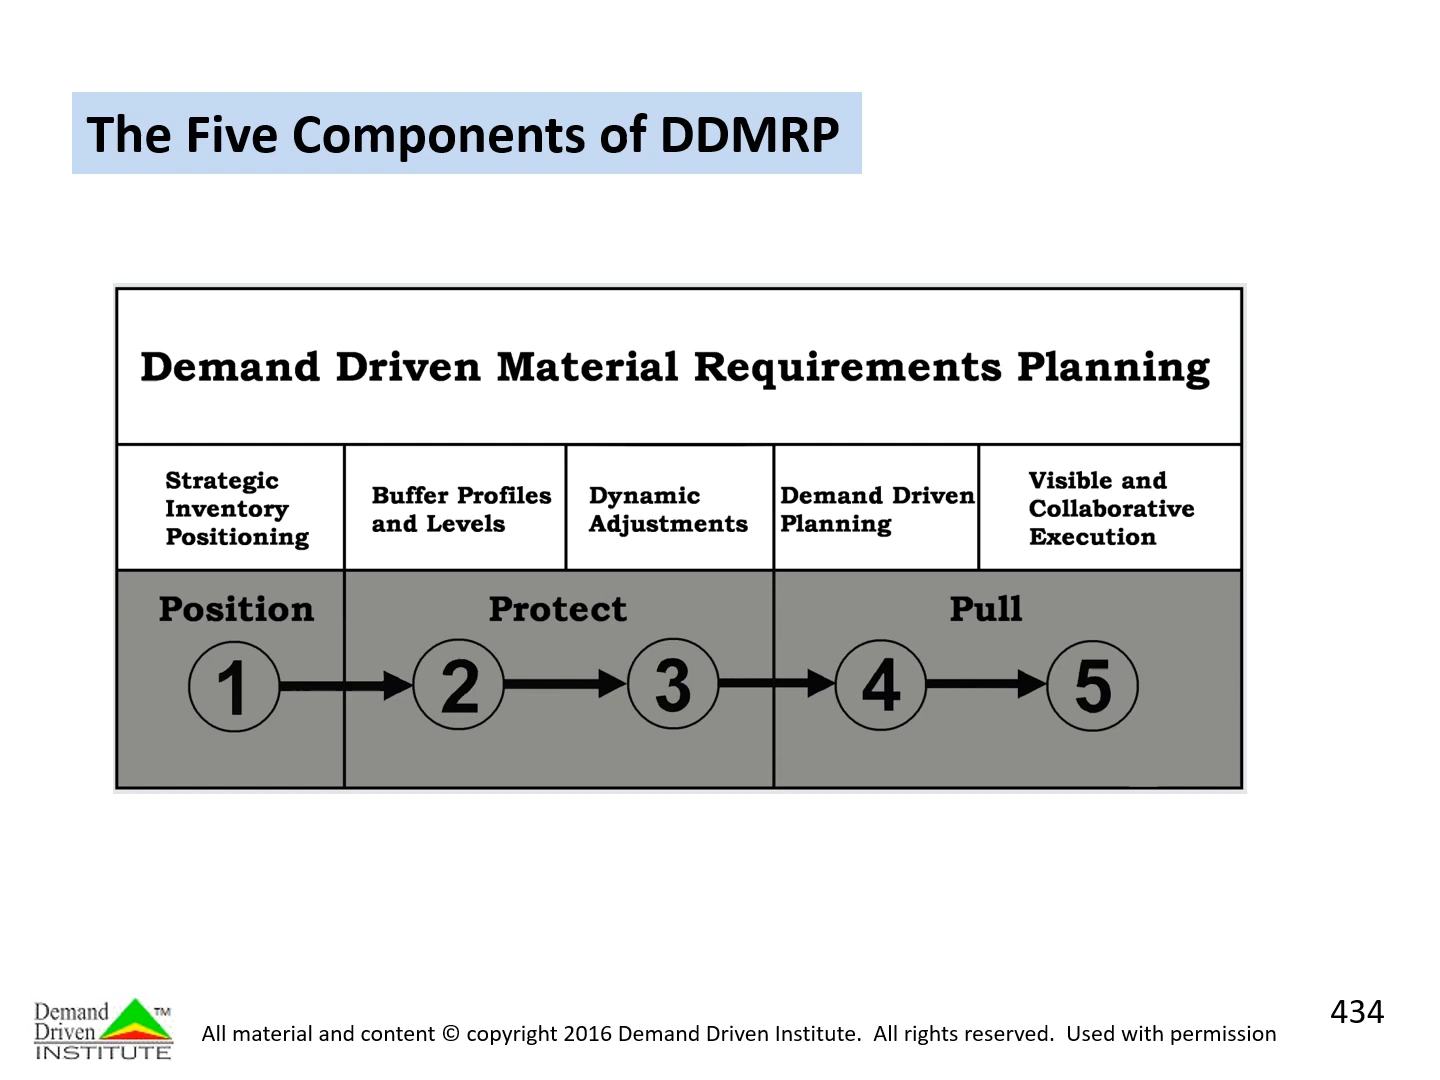 The Five Components of DDMRP
Demand Driven Material Requirements Planning
Strategic
Inventory
Positioning
Buffer Profiles
and Levels
Dynamic
Adjustments
Demand Driven
Planning
Visible and
Collaborative
Execution
Position
Protect
Pull
1
2
3
4
5
Demand
Driven
INSTITUTE
TM
All material and content © copyright 2016 Demand Driven Institute.  All rights reserved.  Used with permission
434